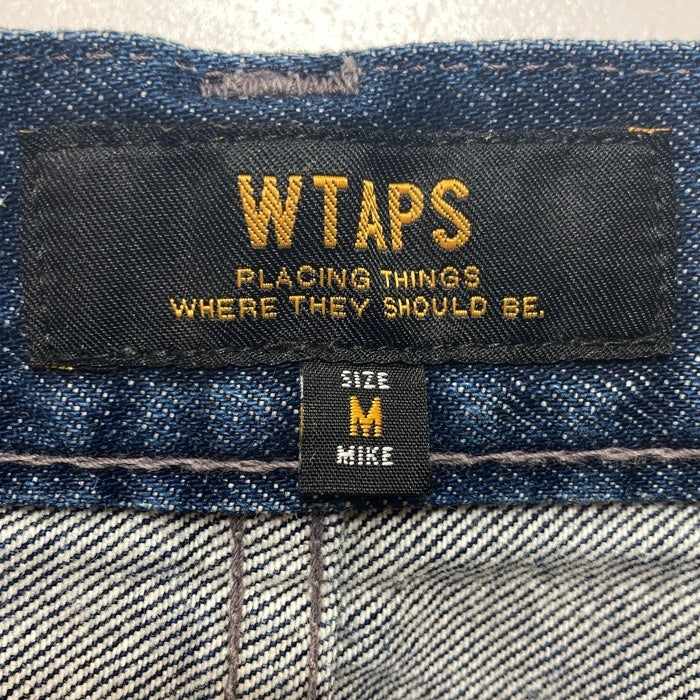 WTAPS
PLACING THINGS
WHERE THEY SHOULD BE.
SIZE
M
MIKE